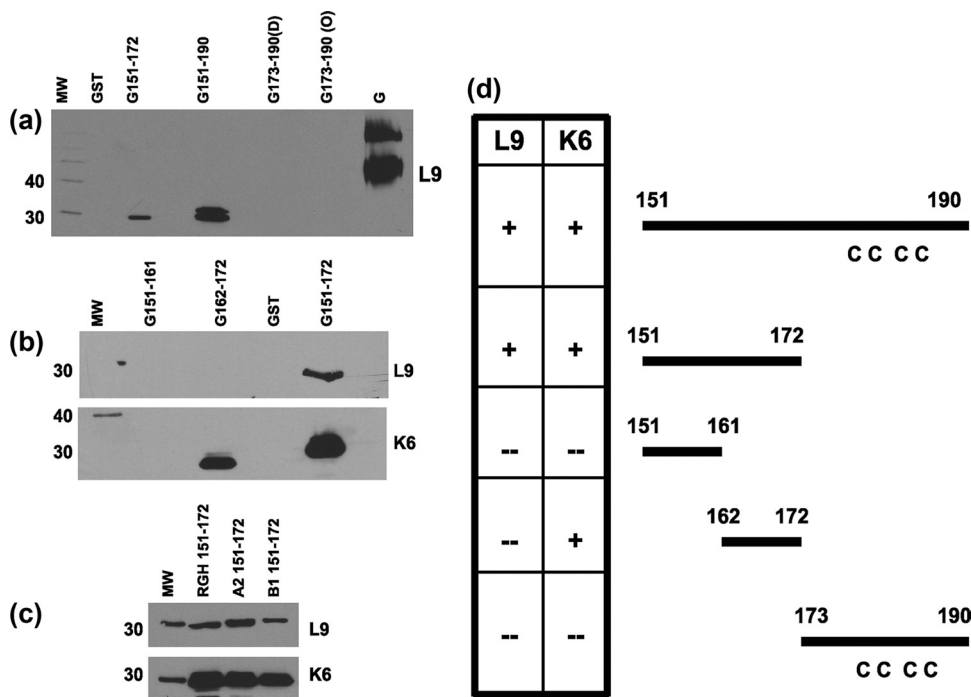 (a)
MW
GST
G151-172
G151-190
G173-190(D)
G173-190 (O)
G
40
30
L9
(b)
MW
G151-161
G162-172
GST
G151-172
30
L9
40
30
K6
(c)
MW
RGH 151-172
A2 151-172
B1 151-172
30
L9
30
K6
(d)
L9 K6
+ +
151 190
C C C C
+ +
151 172
-- --
151 161
-- +
162 172
-- --
173 190
C C C C